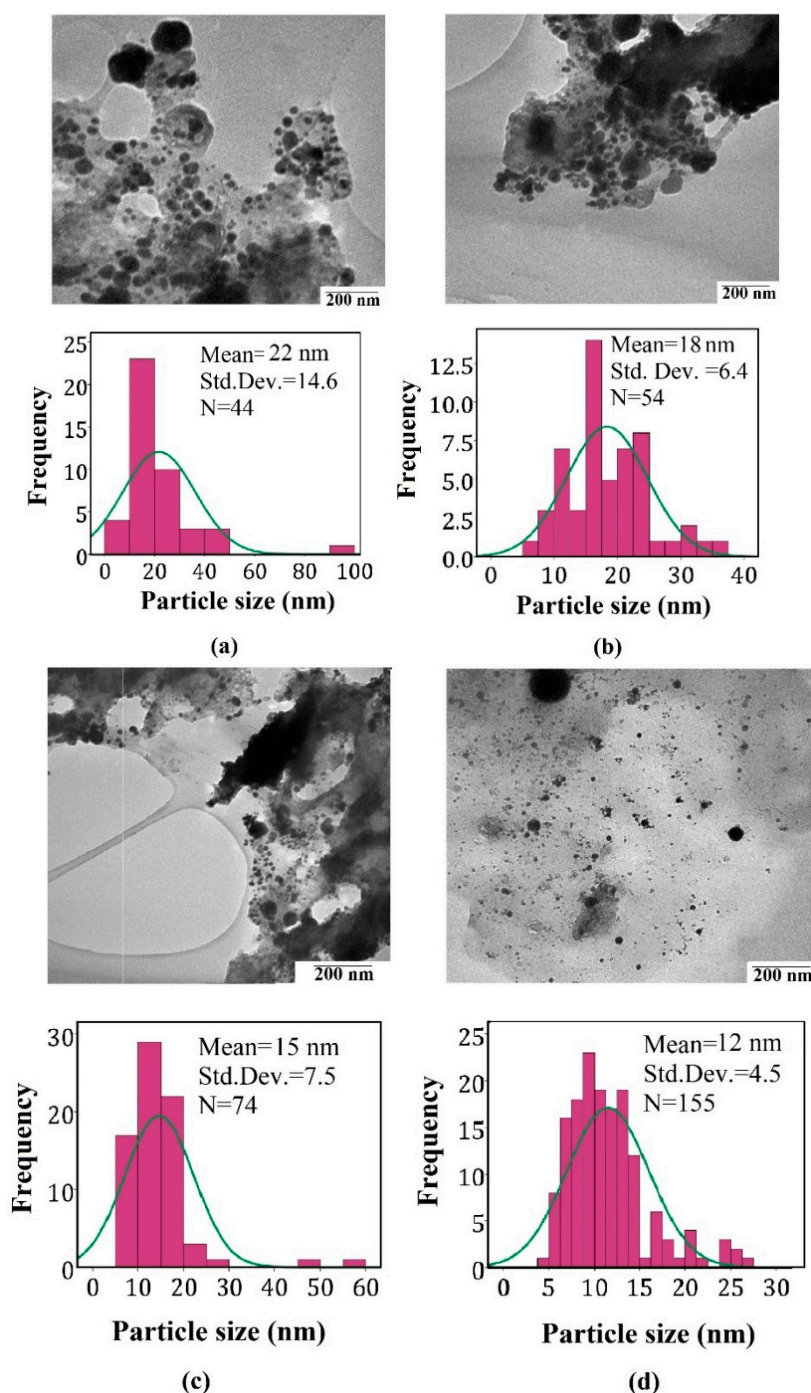 200 nm
200 nm
Mean=22 nm
Std.Dev.=14.6
N=44
25
20
15
10
5
0
Frequency
0 20 40 60 80 100
Particle size (nm)
(a)
Mean=18 nm
Std. Dev. =6.4
N=54
12.5
10.0
7.5
5.0
2.5
0.0
Frequency
0 10 20 30 40
Particle size (nm)
(b)
200 nm
200 nm
Mean=15 nm
Std.Dev.=7.5
N=74
30
20
10
0
Frequency
0 10 20 30 40 50 60
Particle size (nm)
(c)
Mean=12 nm
Std.Dev.=4.5
N=155
25
20
15
10
5
0
Frequency
0 5 10 15 20 25 30
Particle size (nm)
(d)